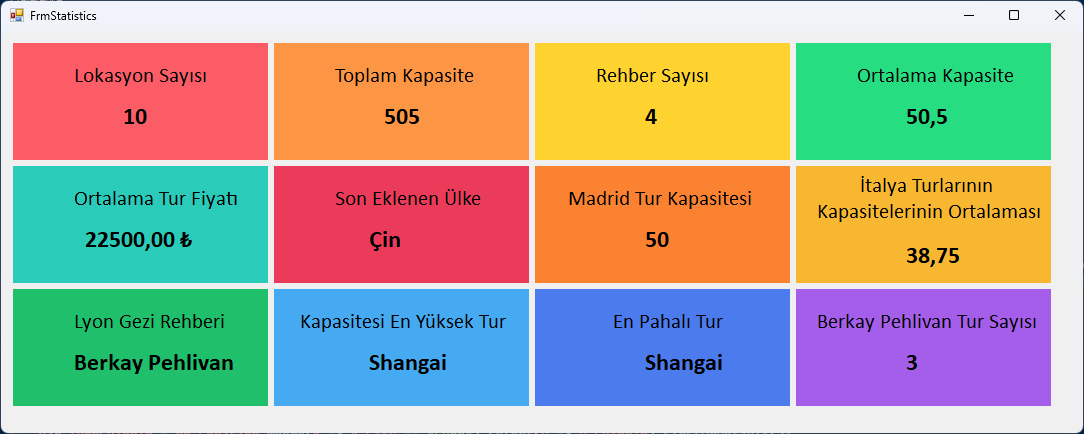 FrmStatistics
Lokasyon Sayısı
10
Toplam Kapasite
505
Rehber Sayısı
4
Ortalama Kapasite
50,5
Ortalama Tur Fiyatı
22500,00 ₺
Son Eklenen Ülke
Çin
Madrid Tur Kapasitesi
50
İtalya Turlarının
Kapasitelerinin Ortalaması
38,75
Lyon Gezi Rehberi
Berkay Pehlivan
Kapasitesi En Yüksek Tur
Shangai
En Pahalı Tur
Shangai
Berkay Pehlivan Tur Sayısı
3